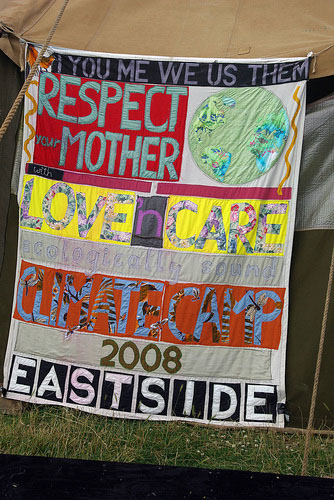 YOU ME WE US THEM
RESPECT
your
MOTHER
with
LOVE n CARE
ecologically sound
CLIMATE CAMP
2008
EASTSIDE